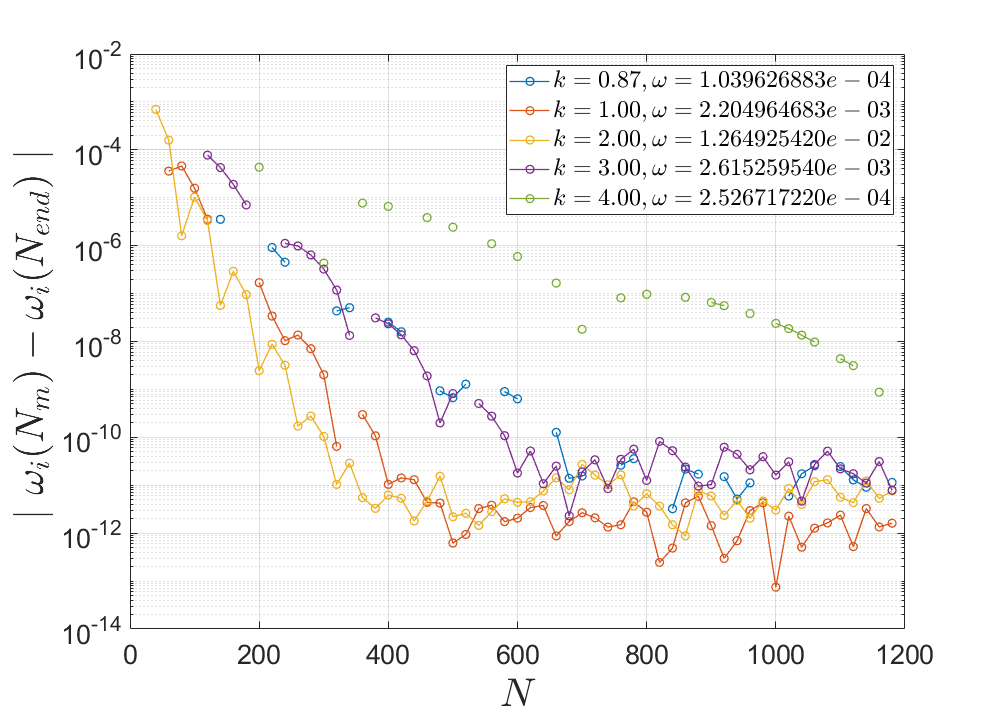 10^-2
10^-4
10^-6
10^-8
10^-10
10^-12
10^-14
| ω_i(N_m) − ω_i(N_end) |
k = 0.87, ω = 1.039626883e − 04
k = 1.00, ω = 2.204964683e − 03
k = 2.00, ω = 1.264925420e − 02
k = 3.00, ω = 2.615259540e − 03
k = 4.00, ω = 2.526717220e − 04
0 200 400 600 800 1000 1200
N